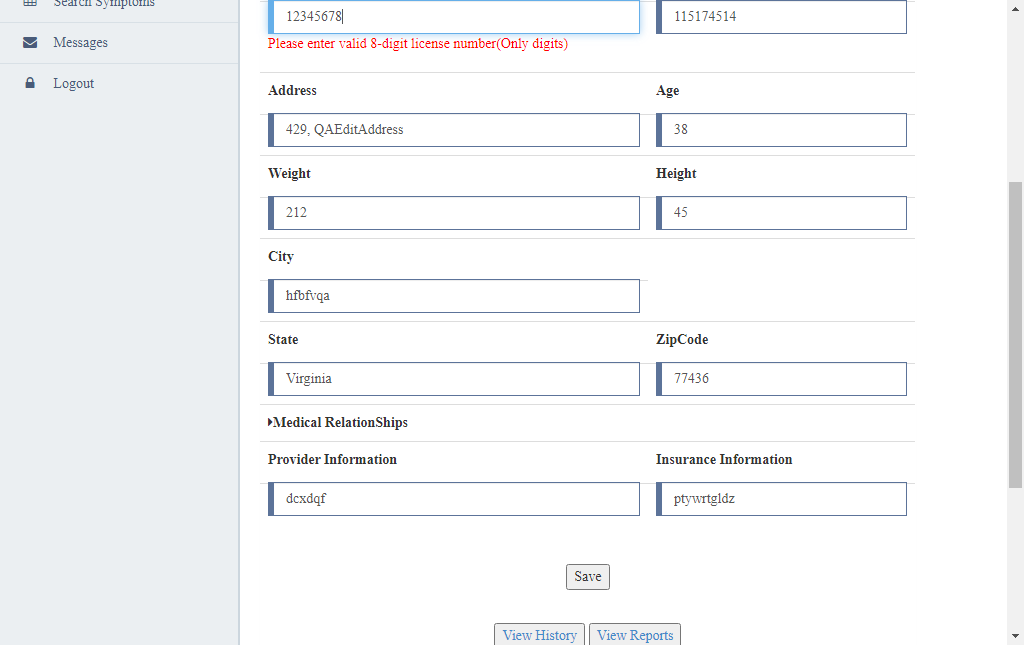 Search Symptoms
Messages
Logout
12345678
115174514
Please enter valid 8-digit license number(Only digits)
Address
Age
429, QAEditAddress
38
Weight
Height
212
45
City
hfbfvqa
State
ZipCode
Virginia
77436
Medical RelationShips
Provider Information
Insurance Information
dcxdqf
ptywrtgldz
Save
View History
View Reports